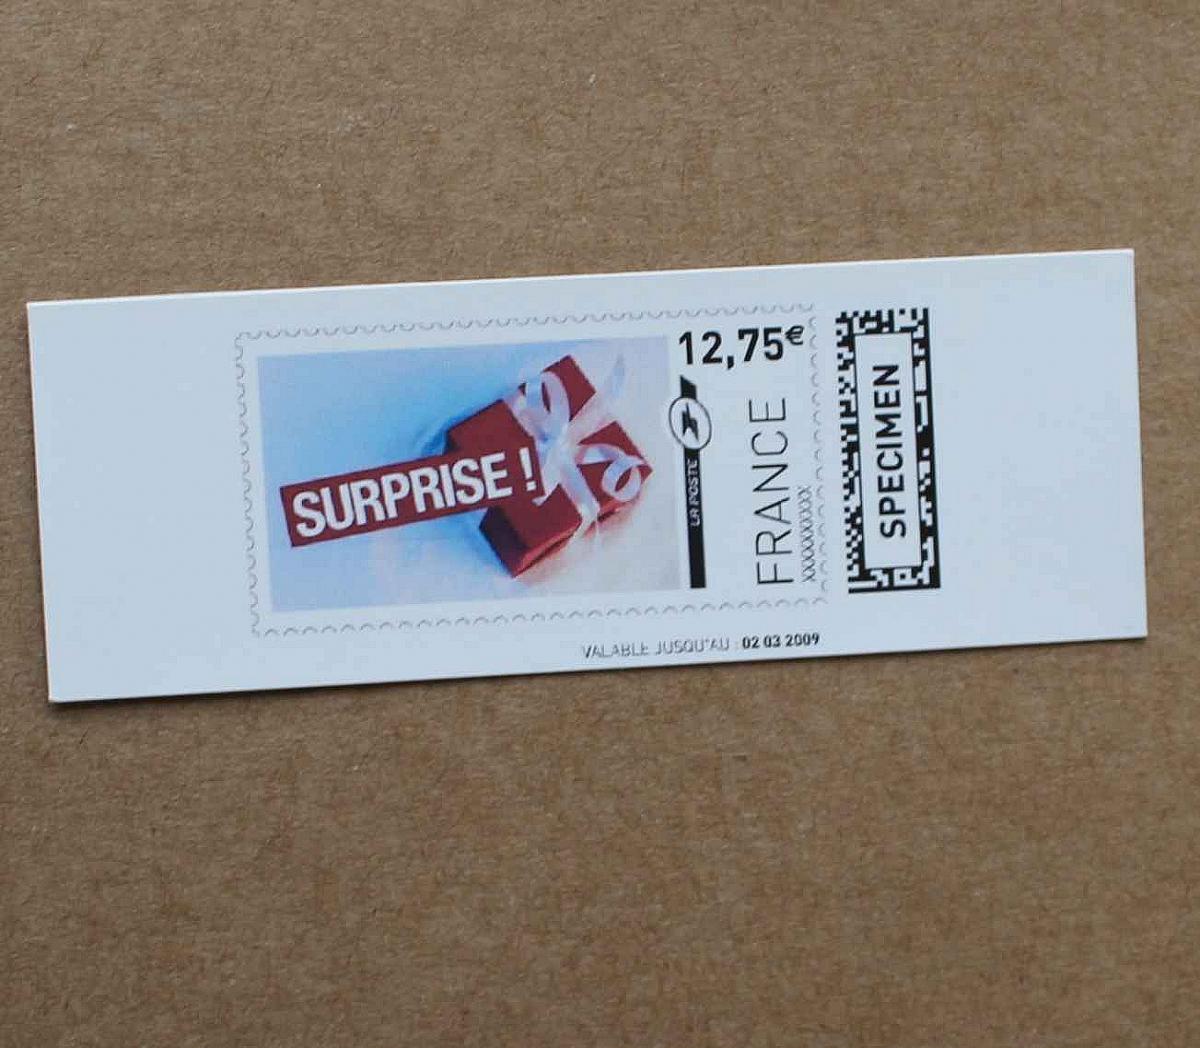 SURPRISE !
12,75€
LA POSTE
FRANCE
XXXXXXXXXX
SPECIMEN
VALABLE JUSQU'AU : 02 03 2009